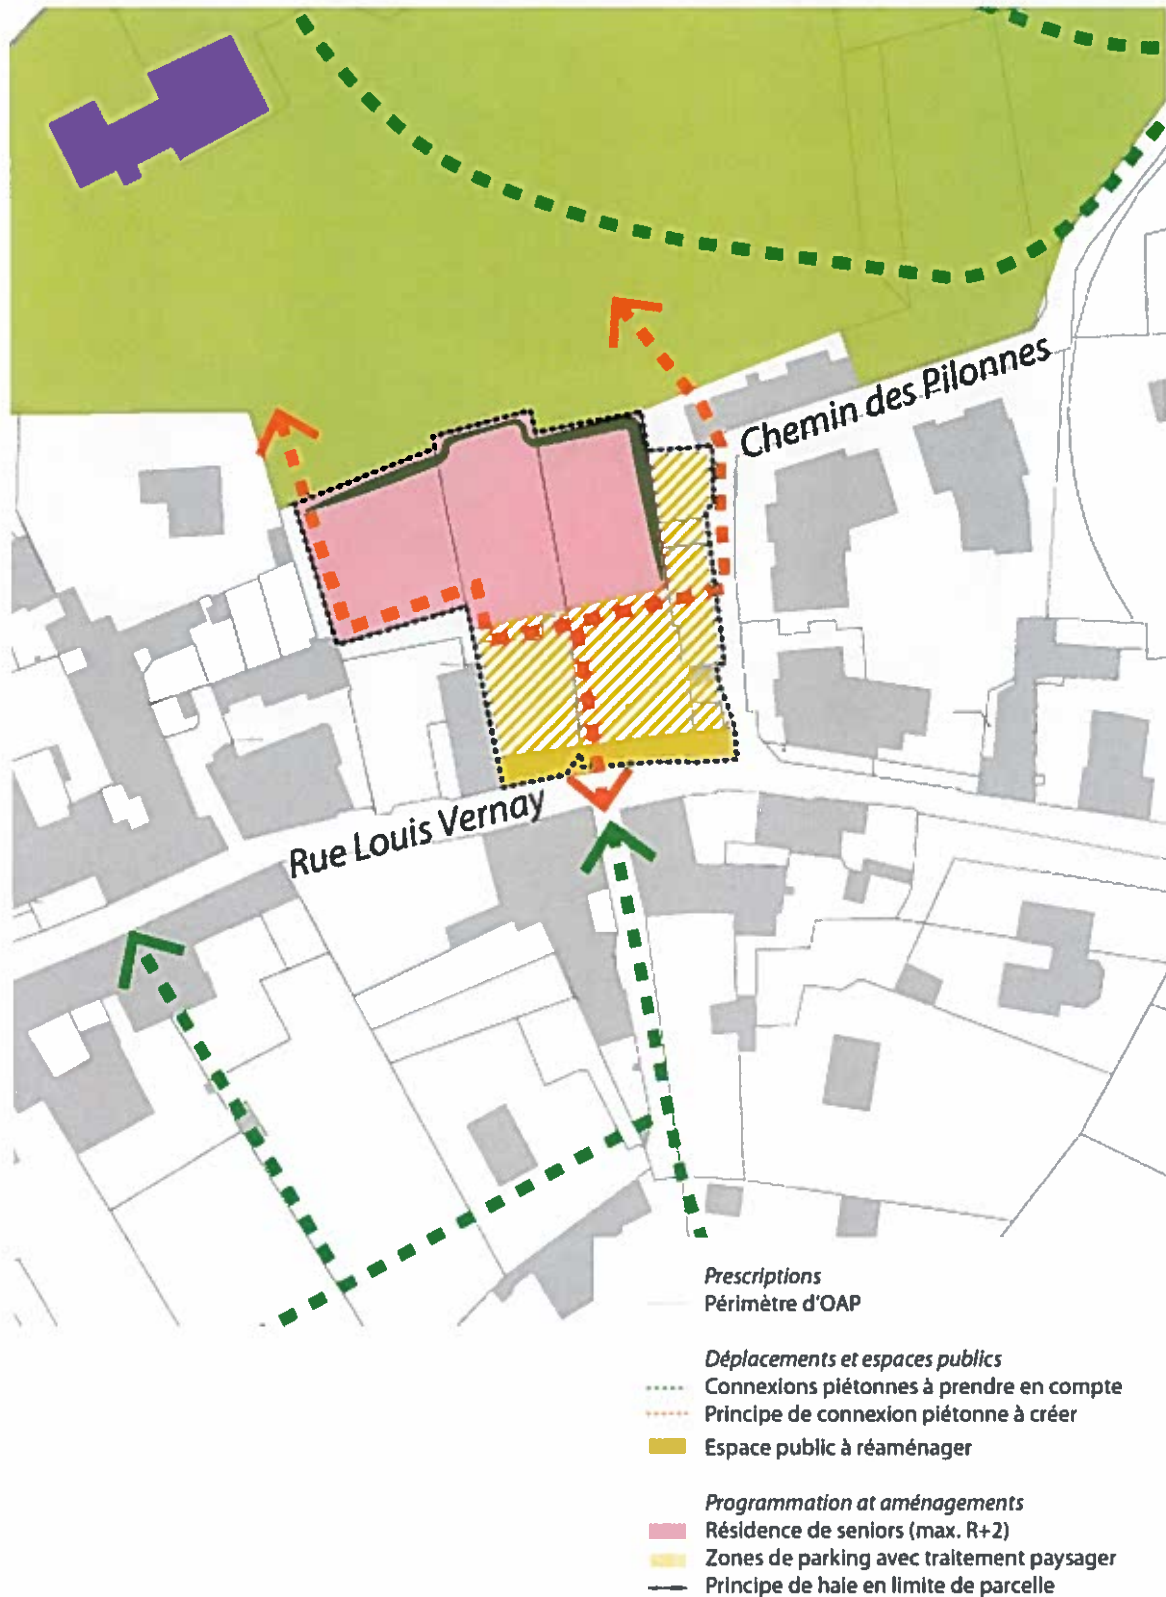 Chemin des Pilonnes
Rue Louis Vernay
Prescriptions
Périmètre d'OAP
Déplacements et espaces publics
Connexions piétonnes à prendre en compte
Principe de connexion piétonne à créer
Espace public à réaménager
Programmation at aménagements
Résidence de seniors (max. R+2)
Zones de parking avec traitement paysager
Principe de haie en limite de parcelle